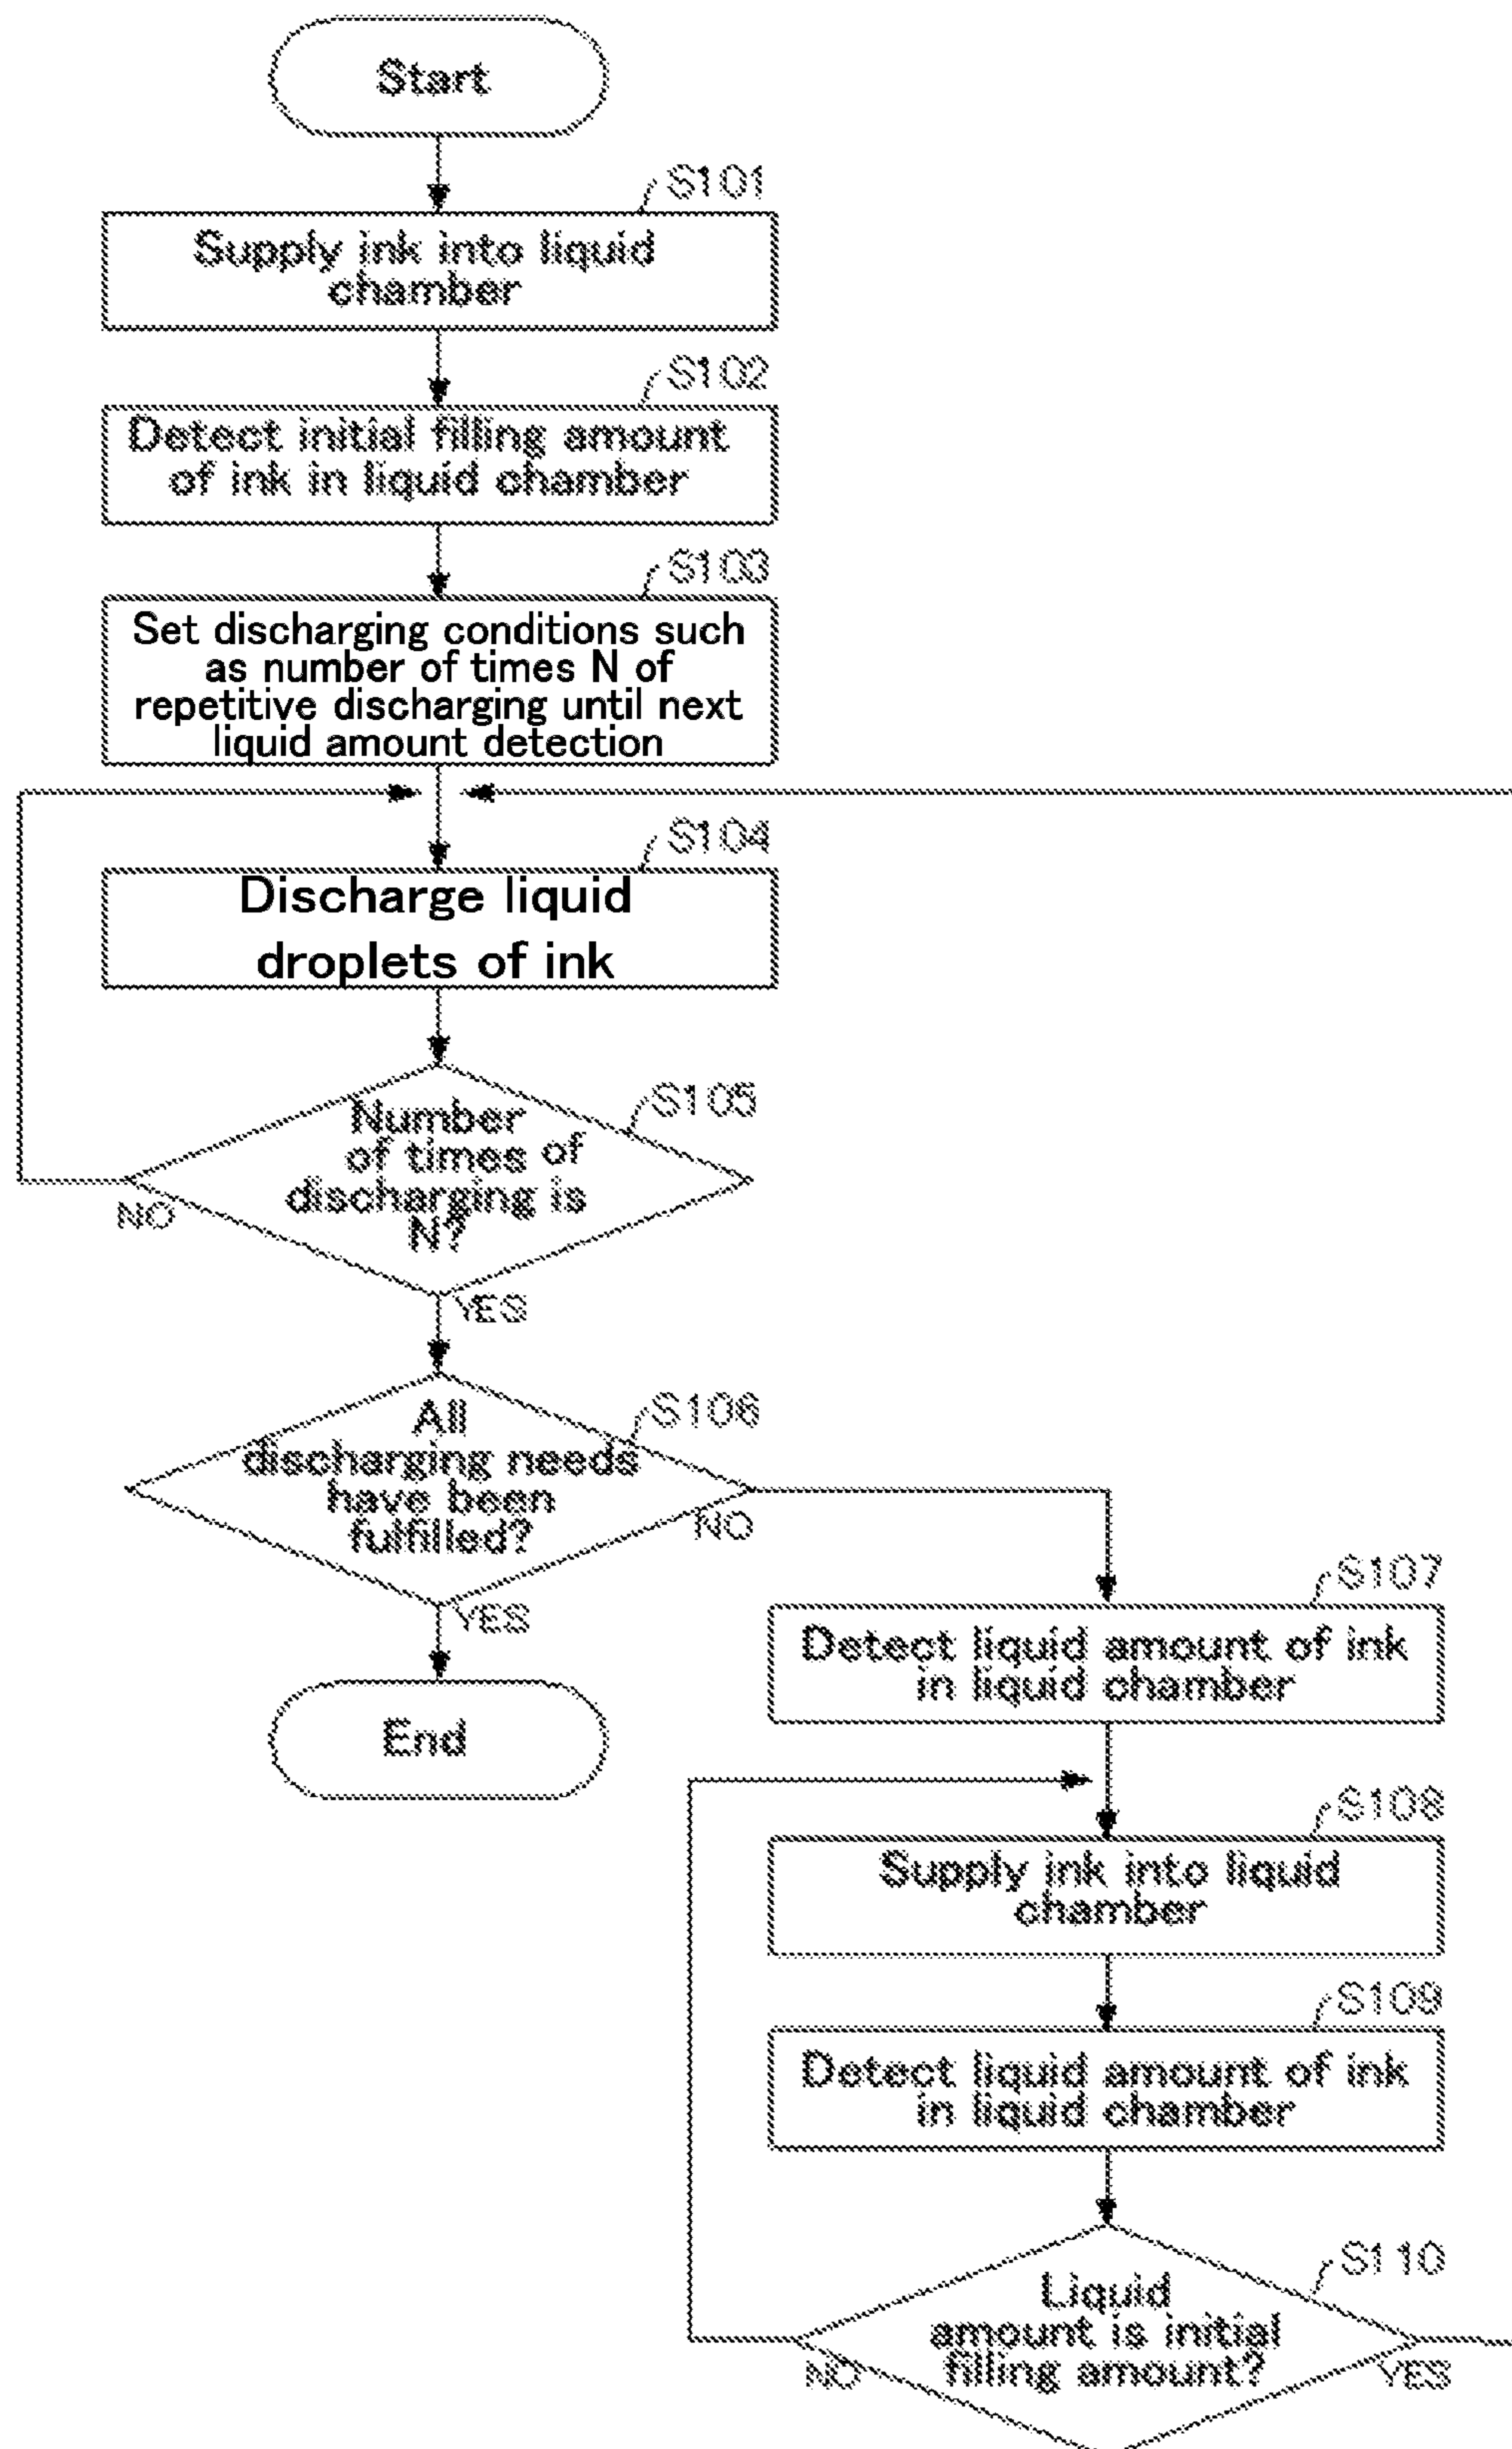 Start
S101
Supply ink into liquid
chamber
S102
Detect initial filling amount
of ink in liquid chamber
S103
Set discharging conditions such
as number of times N of
repetitive discharging until next
liquid amount detection
S104
Discharge liquid
droplets of ink
S105
Number
of times of
discharging is
N?
NO
YES
S106
All
discharging needs
have been
fulfilled?
NO
YES
End
S107
Detect liquid amount of ink
in liquid chamber
S108
Supply ink into liquid
chamber
S109
Detect liquid amount of ink
in liquid chamber
S110
Liquid
amount is initial
filling amount?
NO
YES